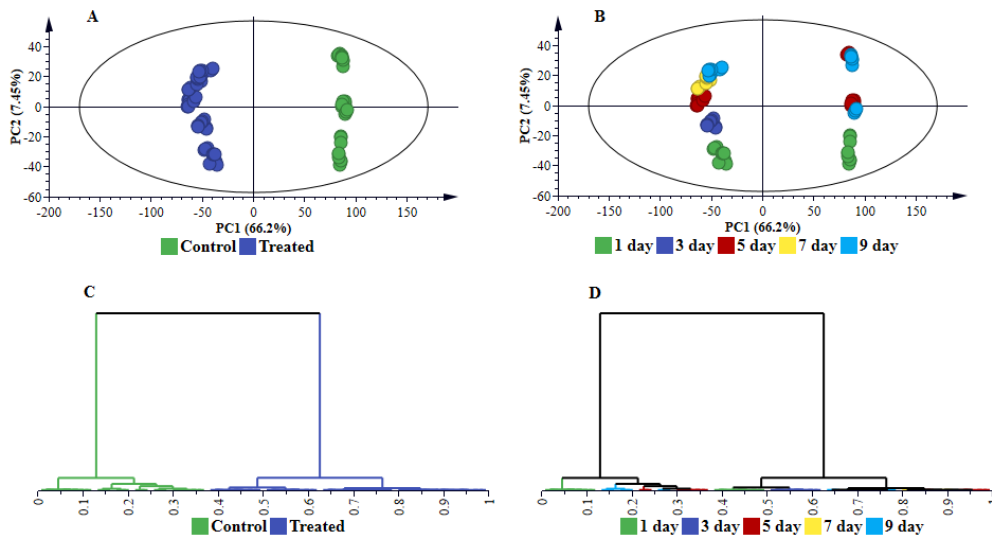 A
B
PC2 (7.45%)
40
20
0
-20
-40
-60
-200 -150 -100 -50 0 50 100 150
PC1 (66.2%)
Control Treated
PC2 (7.45%)
40
20
0
-20
-40
-60
-200 -150 -100 -50 0 50 100 150
PC1 (66.2%)
1 day 3 day 5 day 7 day 9 day
C
D
0 0.1 0.2 0.3 0.4 0.5 0.6 0.7 0.8 0.9 1
Control Treated
0 0.1 0.2 0.3 0.4 0.5 0.6 0.7 0.8 0.9 1
1 day 3 day 5 day 7 day 9 day